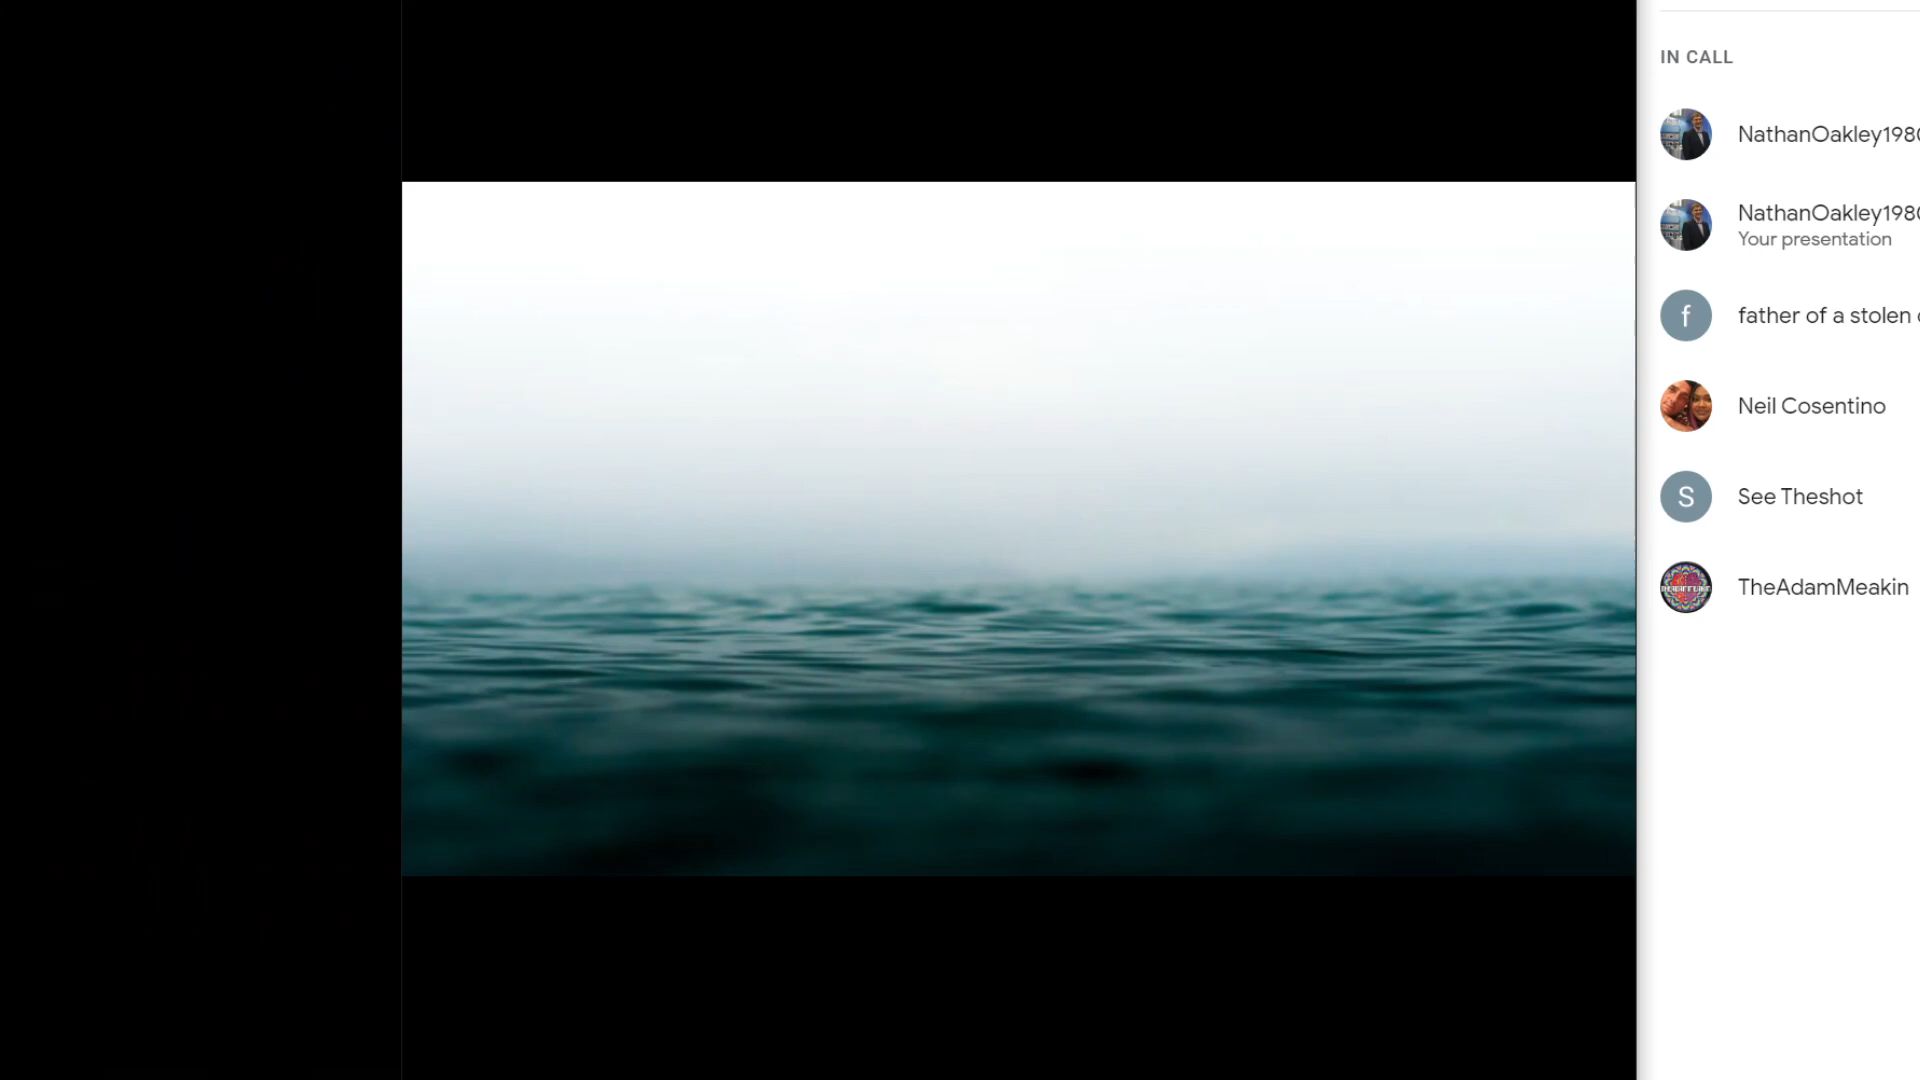 IN CALL
NathanOakley198
NathanOakley198
Your presentation
f
father of a stolen
Neil Cosentino
S
See Theshot
TheAdamMeakin